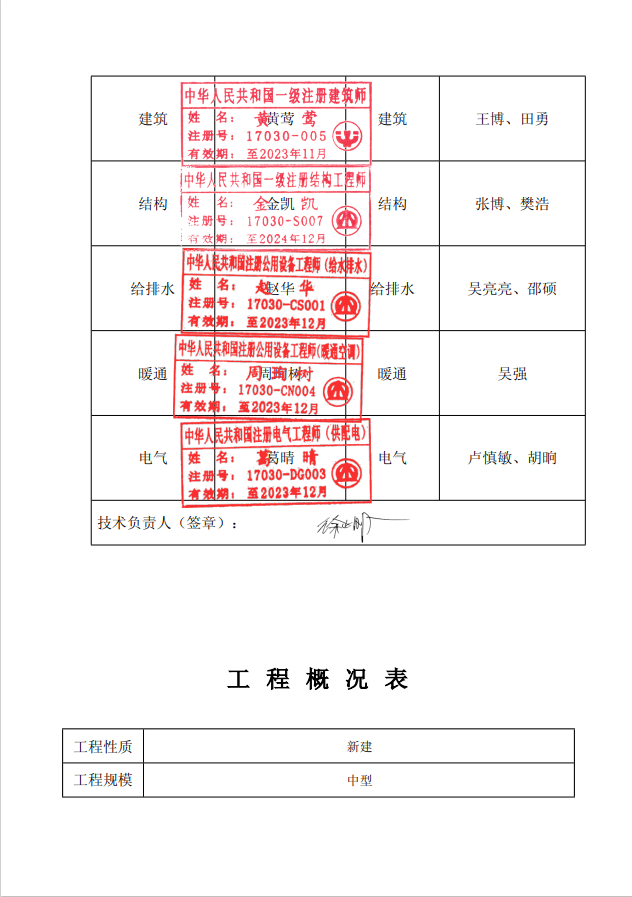 中华人民共和国一级注册建筑师
建筑 姓 名： 黄莺 建筑 王博、田勇
注册号：17030-005
有效期：至2023年11月
中华人民共和国一级注册结构工程师
结构 姓 名： 金凯 结构 张博、樊浩
注册号：17030-S007
有效期：至2024年12月
中华人民共和国注册公用设备工程师（给水排水）
给排水 姓 名： 赵华 给排水 吴亮亮、邵硕
注册号：17030-CS001
有效期：至2023年12月
中华人民共和国注册公用设备工程师（暖通空调）
暖通 姓 名： 暖通 吴强
注册号：17030-CN004
有效期：至2023年12月
中华人民共和国注册电气工程师（供配电）
电气 姓 名： 葛晴 电气 卢慎敏、胡昫
注册号：17030-DG003
有效期：至2023年12月
技术负责人（签章）：
工程概况表
工程性质 新建
工程规模 中型